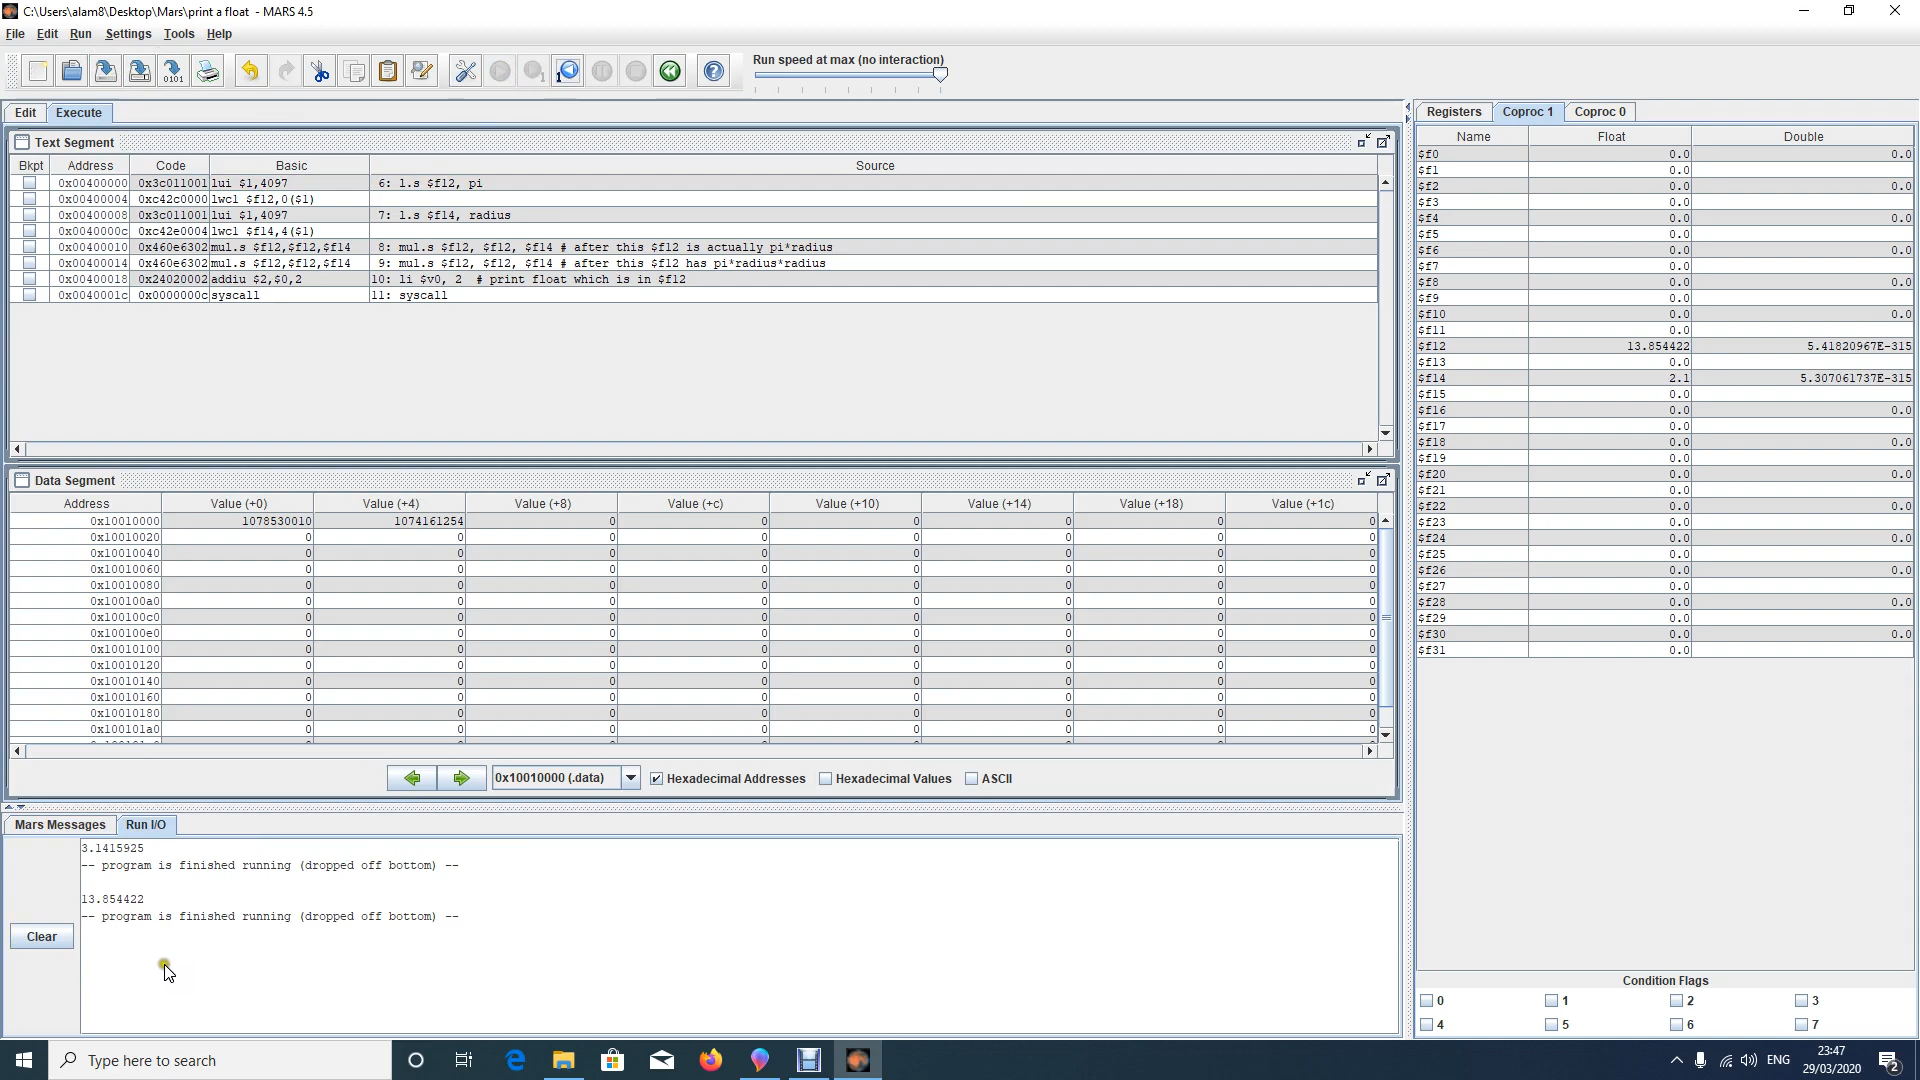 C:\Users\alam8\Desktop\Mars\print a float - MARS 4.5
File Edit Run Settings Tools Help
Run speed at max (no interaction)
Edit Execute
Text Segment
Bkpt Address Code Basic Source
0x00400000 0x3c011001 lui $1,4097 6: l.s $f12, pi
0x00400004 0xc42c0000 lwc1 $f12,0($1)
0x00400008 0x3c011001 lui $1,4097 7: l.s $f14, radius
0x0040000c 0xc42e0004 lwc1 $f14,4($1)
0x00400010 0x460e6302 mul.s $f12,$f12,$f14 8: mul.s $f12, $f12, $f14 # after this $f12 is actually pi*radius
0x00400014 0x460e6302 mul.s $f12,$f12,$f14 9: mul.s $f12, $f12, $f14 # after this $f12 has pi*radius*radius
0x00400018 0x24020002 addiu $2,$0,2 10: li $v0, 2 # print float which is in $f12
0x0040001c 0x0000000c syscall 11: syscall
Data Segment
Address Value (+0) Value (+4) Value (+8) Value (+c) Value (+10) Value (+14) Value (+18) Value (+1c)
0x10010000 1078530010 1074161254 0 0 0 0 0 0
0x10010020 0 0 0 0 0 0 0 0
0x10010040 0 0 0 0 0 0 0 0
0x10010060 0 0 0 0 0 0 0 0
0x10010080 0 0 0 0 0 0 0 0
0x100100a0 0 0 0 0 0 0 0 0
0x100100c0 0 0 0 0 0 0 0 0
0x100100e0 0 0 0 0 0 0 0 0
0x10010100 0 0 0 0 0 0 0 0
0x10010120 0 0 0 0 0 0 0 0
0x10010140 0 0 0 0 0 0 0 0
0x10010160 0 0 0 0 0 0 0 0
0x10010180 0 0 0 0 0 0 0 0
0x100101a0 0 0 0 0 0 0 0 0
0x10010000 (.data) Hexadecimal Addresses Hexadecimal Values ASCII
Mars Messages Run I/O
3.1415925
-- program is finished running (dropped off bottom) --
13.854422
-- program is finished running (dropped off bottom) --
Clear
Registers Coproc 1 Coproc 0
Name Float Double
$f0 0.0 0.0
$f1 0.0
$f2 0.0 0.0
$f3 0.0
$f4 0.0 0.0
$f5 0.0
$f6 0.0 0.0
$f7 0.0
$f8 0.0 0.0
$f9 0.0
$f10 0.0 0.0
$f11 0.0
$f12 13.854422 5.41820967E-315
$f13 0.0
$f14 2.1 5.307061737E-315
$f15 0.0
$f16 0.0 0.0
$f17 0.0
$f18 0.0 0.0
$f19 0.0
$f20 0.0 0.0
$f21 0.0
$f22 0.0 0.0
$f23 0.0
$f24 0.0 0.0
$f25 0.0
$f26 0.0 0.0
$f27 0.0
$f28 0.0 0.0
$f29 0.0
$f30 0.0 0.0
$f31 0.0
Condition Flags
0 1 2 3
4 5 6 7
Type here to search
ENG
23:47
29/03/2020
2